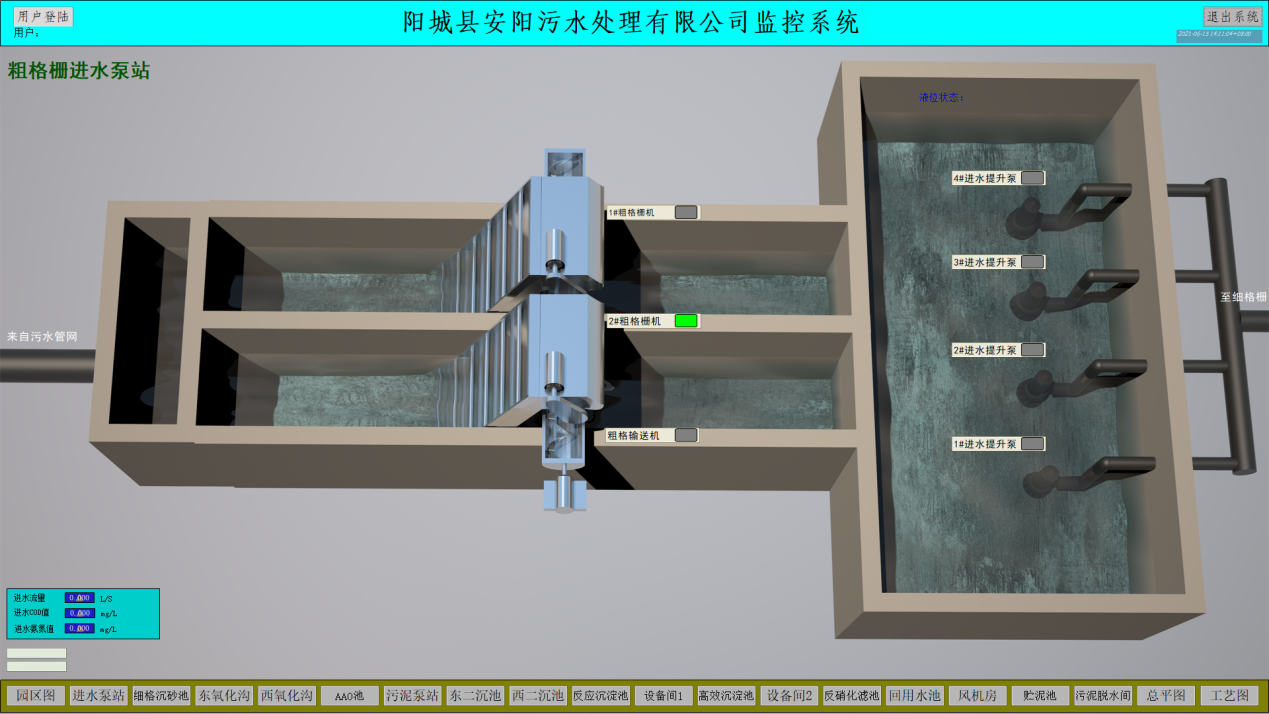 用户登陆
阳城县安阳污水处理有限公司监控系统
退出系统
用户:
2021-06-15 14:11:04+08:00
粗格栅进水泵站
液位状态:
4#进水提升泵
1#粗格栅机
3#进水提升泵
至细格栅
2#粗格栅机
来自污水管网
2#进水提升泵
粗格输送机
1#进水提升泵
进水流量 0.000 L/S
进水COD值 0.000 mg/L
进水氨氮值 0.000 mg/L
园区图 进水泵站 细格沉砂池 东氧化沟 西氧化沟 AAO池 污泥泵站 东二沉池 西二沉池 反应沉淀池 设备间1 高效沉淀池 设备间2 反硝化滤池 回用水池 风机房 贮泥池 污泥脱水间 总平图 工艺图